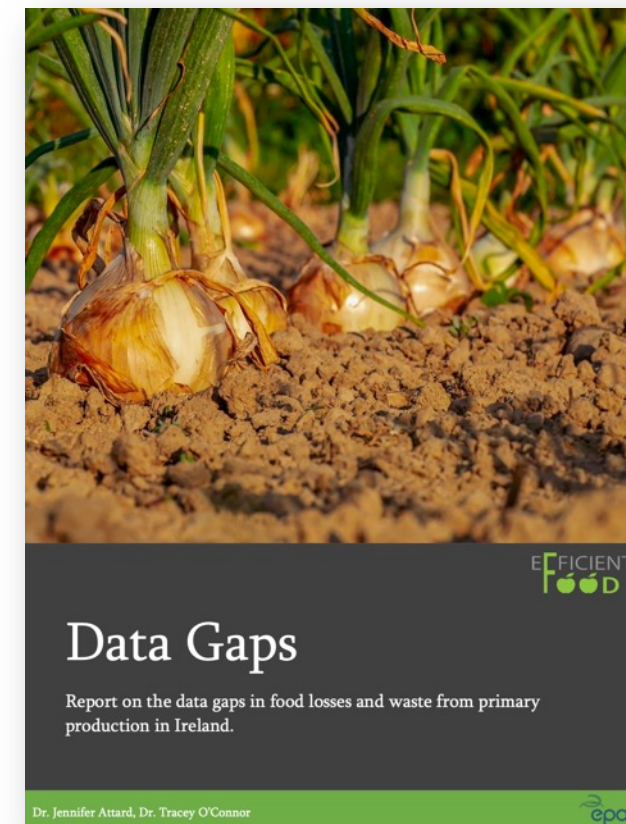 EFFICIENT
FOOD
Data Gaps
Report on the data gaps in food losses and waste from primary
production in Ireland.
Dr. Jennifer Attard, Dr. Tracey O'Connor
epa